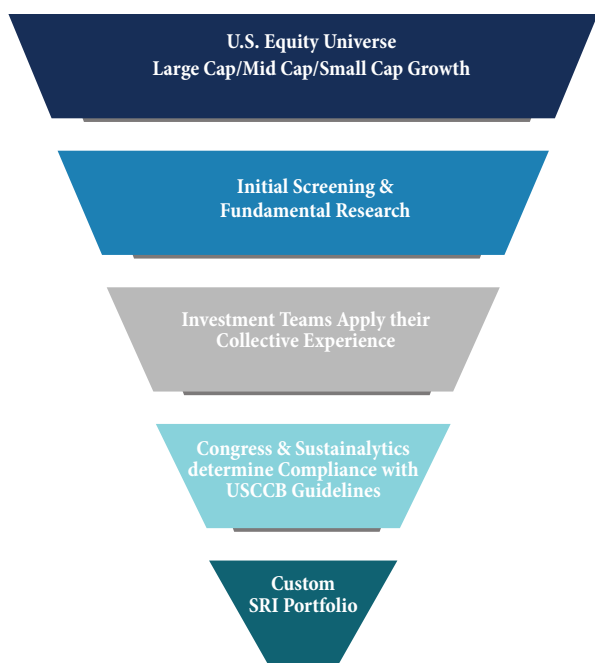 U.S. Equity Universe
Large Cap/Mid Cap/Small Cap Growth
Initial Screening &
Fundamental Research
Investment Teams Apply their
Collective Experience
Congress & Sustainalytics
determine Compliance with
USCCB Guidelines
Custom
SRI Portfolio